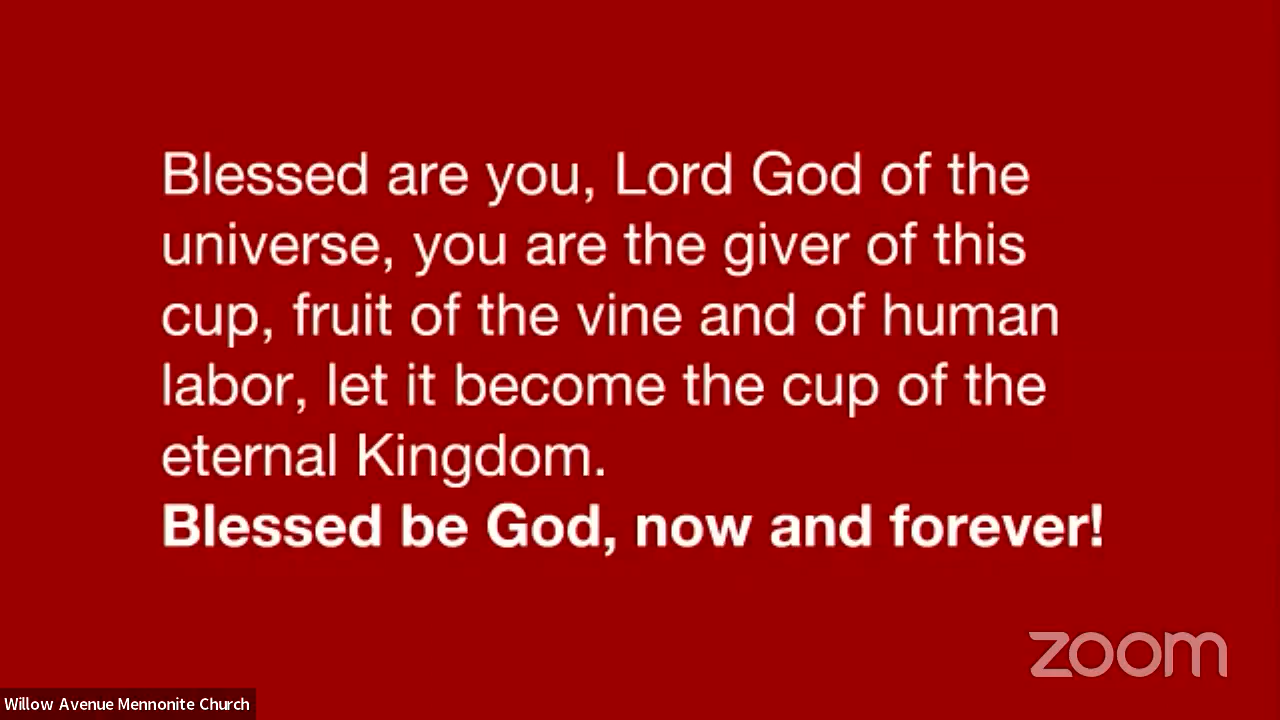 Blessed are you, Lord God of the
universe, you are the giver of this
cup, fruit of the vine and of human
labor, let it become the cup of the
eternal Kingdom.
Blessed be God, now and forever!
zoom
Willow Avenue Mennonite Church